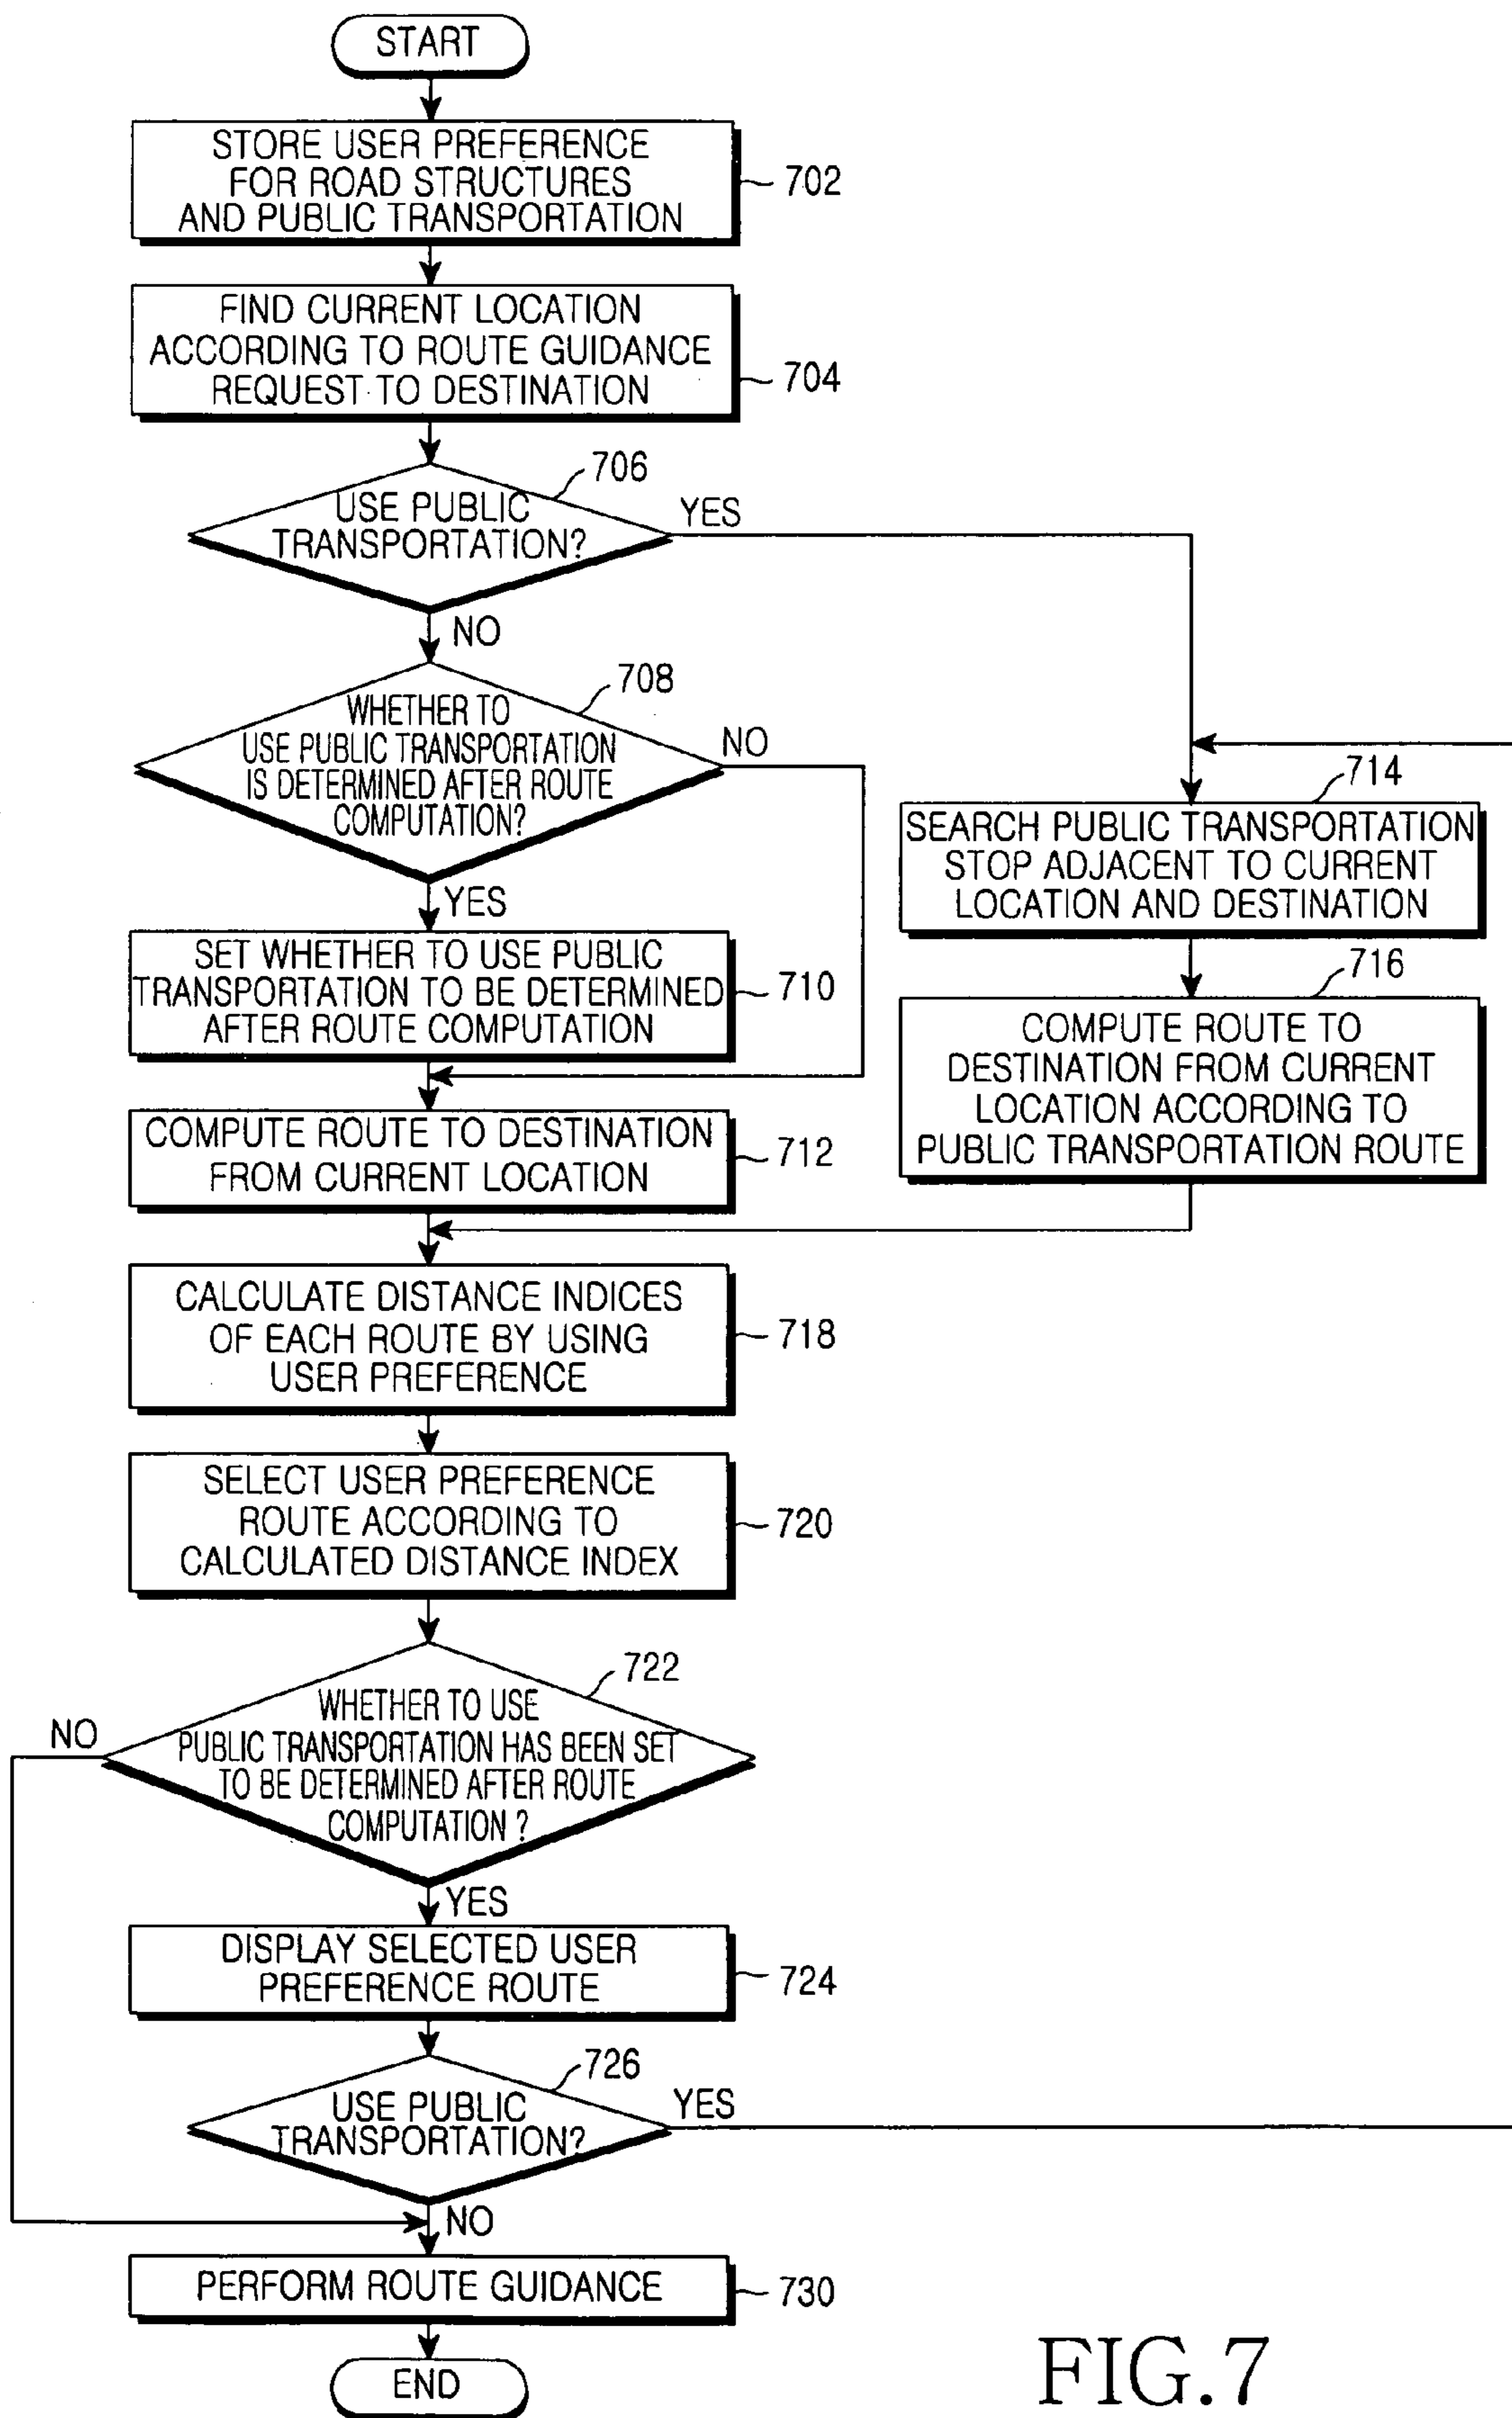 START
STORE USER PREFERENCE
FOR ROAD STRUCTURES
AND PUBLIC TRANSPORTATION
702
FIND CURRENT LOCATION
ACCORDING TO ROUTE GUIDANCE
REQUEST TO DESTINATION
704
706
USE PUBLIC
TRANSPORTATION?
YES
NO
708
WHETHER TO
USE PUBLIC TRANSPORTATION
IS DETERMINED AFTER ROUTE
COMPUTATION?
NO
YES
714
SEARCH PUBLIC TRANSPORTATION
STOP ADJACENT TO CURRENT
LOCATION AND DESTINATION
SET WHETHER TO USE PUBLIC
TRANSPORTATION TO BE DETERMINED
AFTER ROUTE COMPUTATION
710
716
COMPUTE ROUTE TO
DESTINATION FROM CURRENT
LOCATION ACCORDING TO
PUBLIC TRANSPORTATION ROUTE
COMPUTE ROUTE TO DESTINATION
FROM CURRENT LOCATION
712
CALCULATE DISTANCE INDICES
OF EACH ROUTE BY USING
USER PREFERENCE
718
SELECT USER PREFERENCE
ROUTE ACCORDING TO
CALCULATED DISTANCE INDEX
720
722
WHETHER TO USE
PUBLIC TRANSPORTATION HAS BEEN SET
TO BE DETERMINED AFTER ROUTE
COMPUTATION ?
NO
YES
DISPLAY SELECTED USER
PREFERENCE ROUTE
724
726
USE PUBLIC
TRANSPORTATION?
YES
NO
PERFORM ROUTE GUIDANCE
730
END
FIG.7